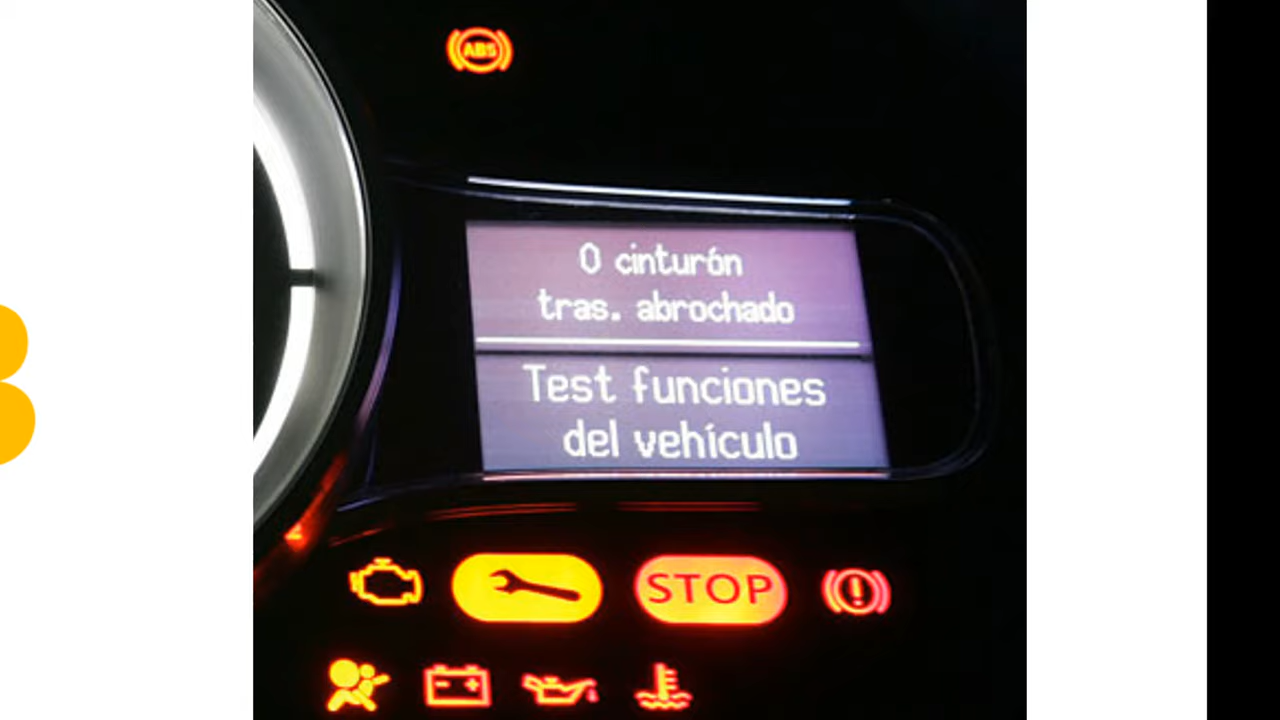 ABS
0 cinturón
tras. abrochado
Test funciones
del vehículo
STOP